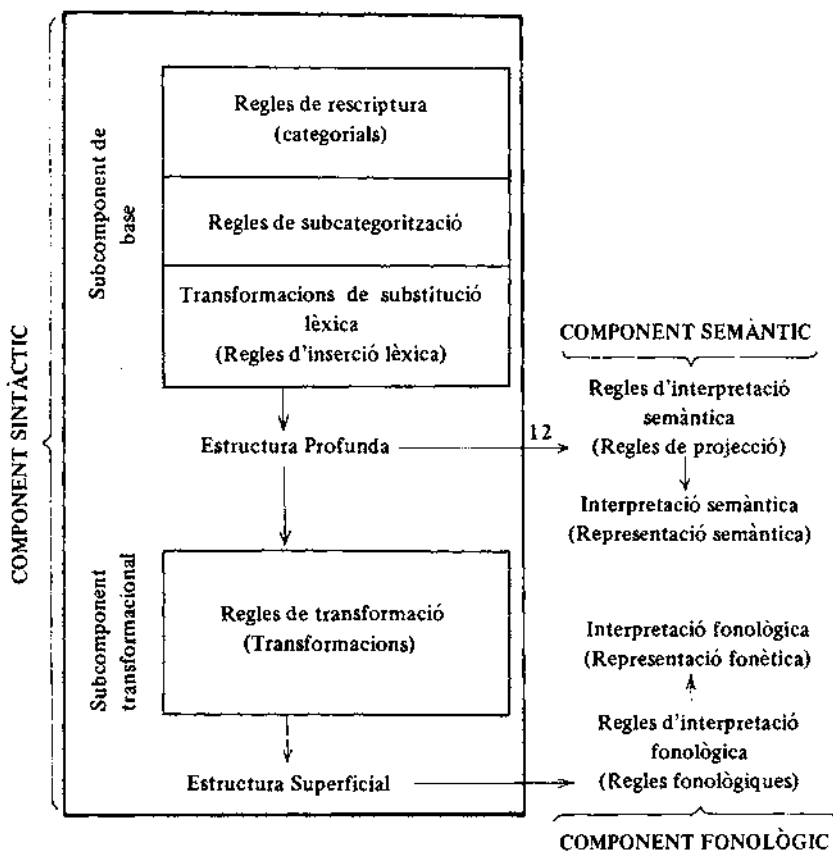 COMPONENT SINTÀCTIC
Subcomponent de
base
Regles de rescriptura
(categorials)
Regles de subcategorització
Transformacions de substitució
lèxica
(Regles d'inserció lèxica)
Estructura Profunda
12
COMPONENT SEMÀNTIC
Regles d'interpretació
semàntica
(Regles de projecció)
Interpretació semàntica
(Representació semàntica)
Subcomponent
transformacional
Regles de transformació
(Transformacions)
Estructura Superficial
Interpretació fonològica
(Representació fonètica)
Regles d'interpretació
fonològica
(Regles fonològiques)
COMPONENT FONOLÒGIC